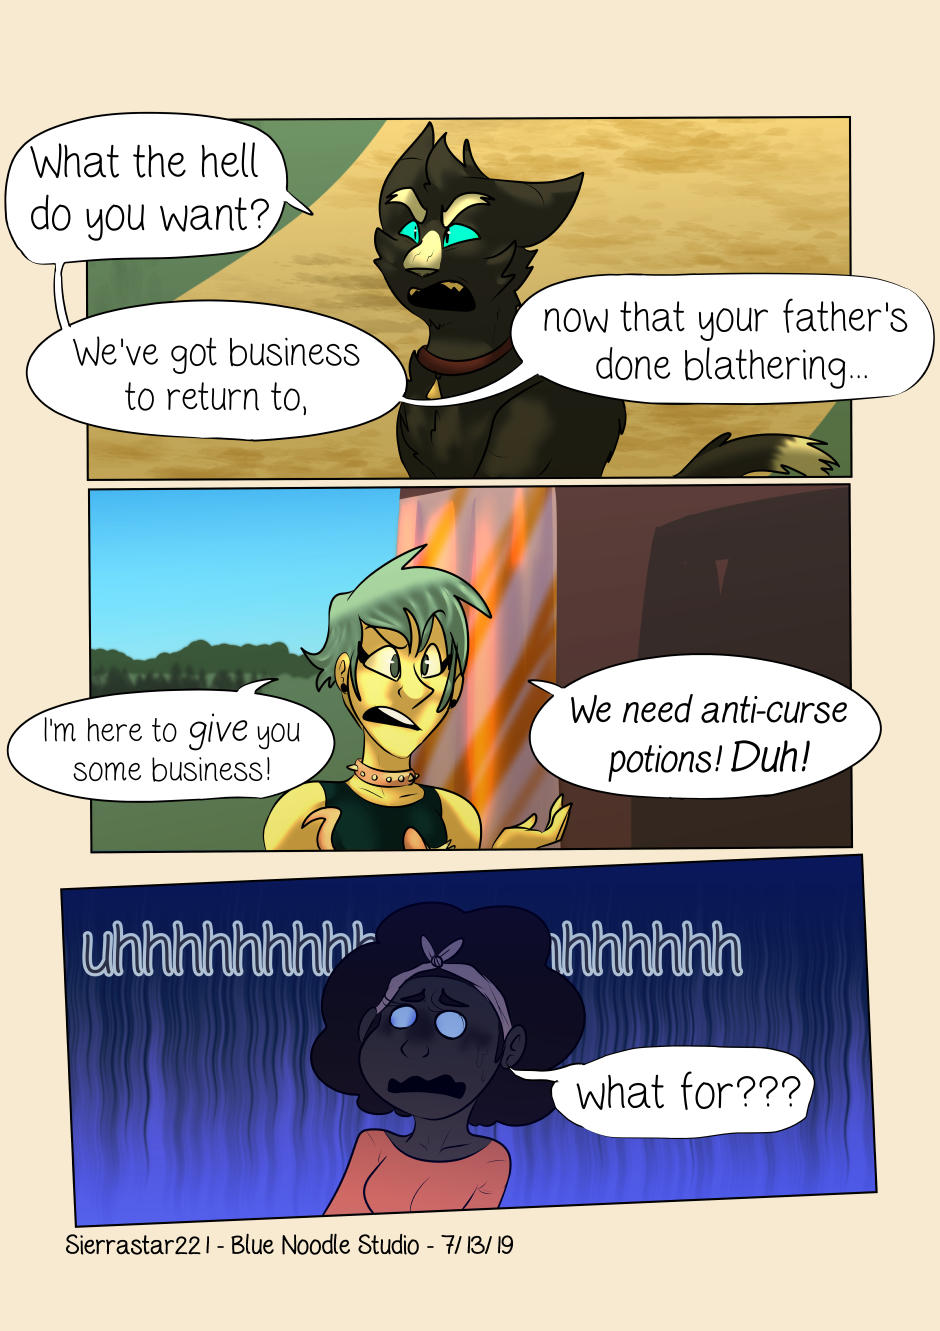 What the hell
do you want?
We've got business
to return to,
now that your father's
done blathering...
I'm here to give you
some business!
We need anti-curse
potions! Duh!
uhhhhhhhhh hhhhhhh
what for???
Sierrastar221 - Blue Noodle Studio - 7/13/19